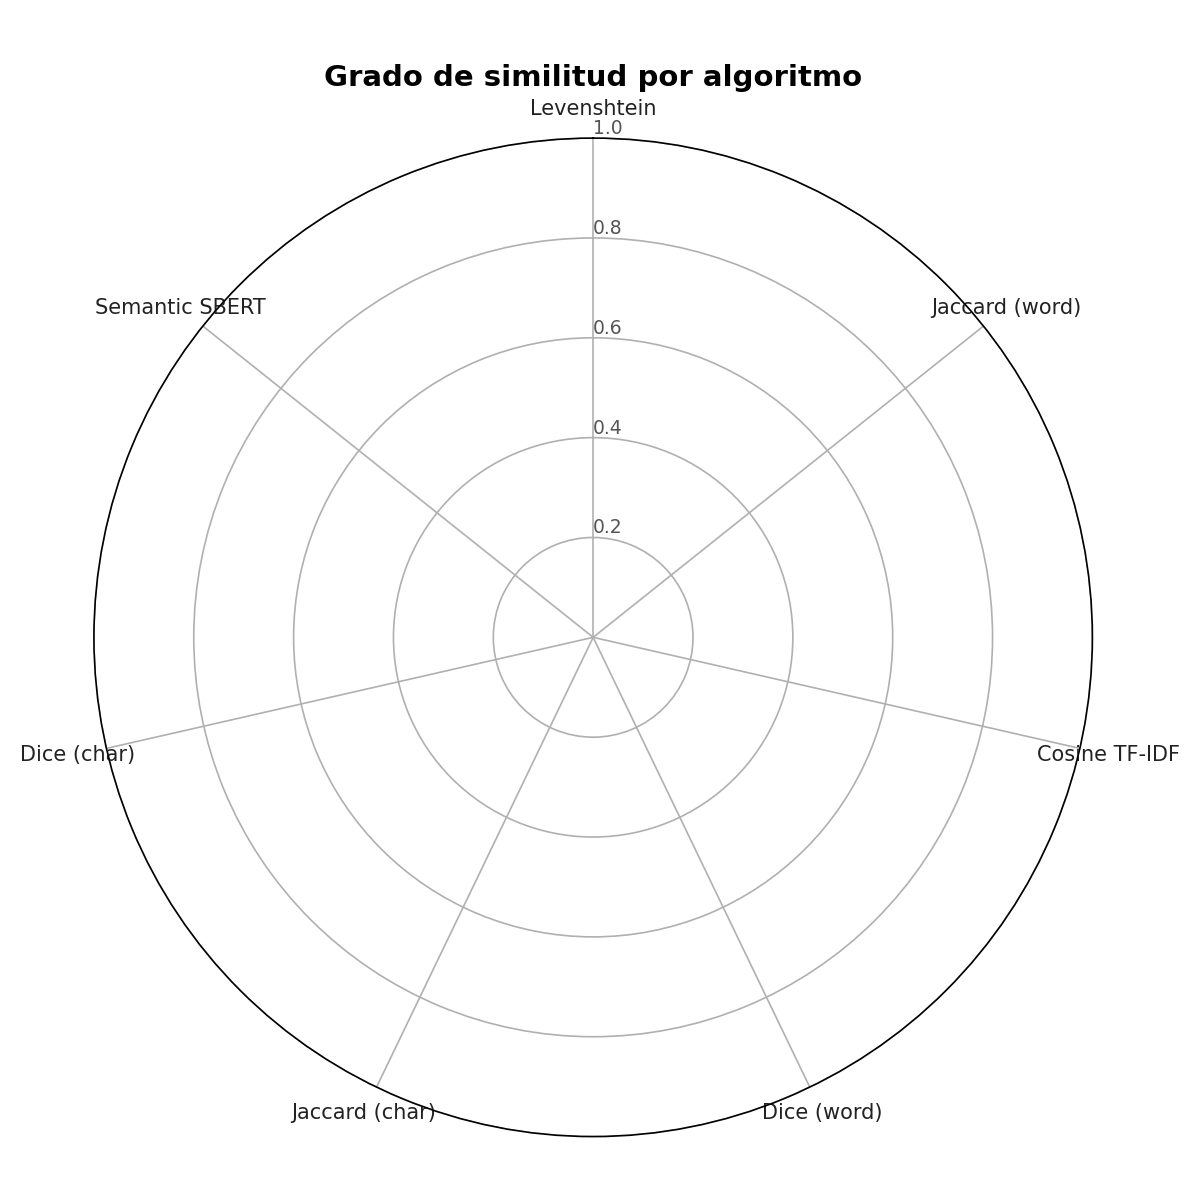 Grado de similitud por algoritmo
Levenshtein
1.0
0.8
Semantic SBERT
Jaccard (word)
0.6
0.4
0.2
Dice (char)
Cosine TF-IDF
Jaccard (char)
Dice (word)